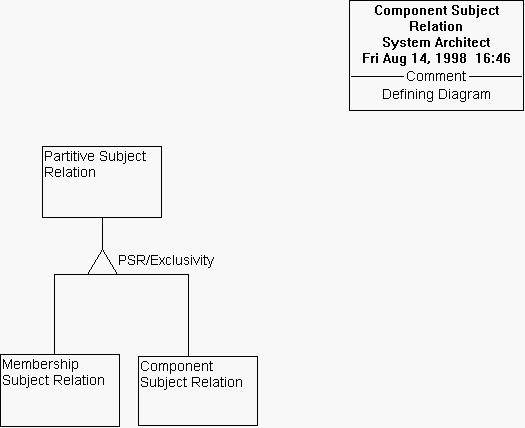 Component Subject
Relation
System Architect
Fri Aug 14, 1998  16:46
Comment
Defining Diagram
Partitive Subject
Relation
PSR/Exclusivity
Membership
Subject Relation
Component
Subject Relation